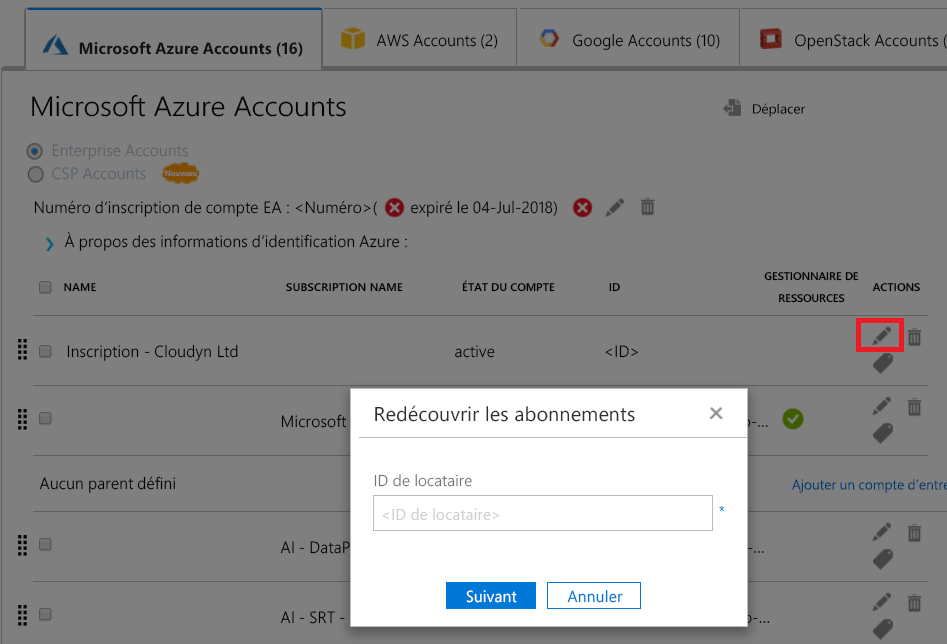 Microsoft Azure Accounts (16)
AWS Accounts (2)
Google Accounts (10)
OpenStack Accounts (
Microsoft Azure Accounts
Déplacer
Enterprise Accounts
CSP Accounts
Nouveau
Numéro d’inscription de compte EA : <Numéro>( expiré le 04-Jul-2018)
À propos des informations d’identification Azure :
NAME
SUBSCRIPTION NAME
ÉTAT DU COMPTE
ID
GESTIONNAIRE DE
RESSOURCES
ACTIONS
Inscription - Cloudyn Ltd
active
<ID>
Microsoft
Redécouvrir les abonnements
ID de locataire
<ID de locataire>
*
Suivant
Annuler
Aucun parent défini
Ajouter un compte d’entre
AI - DataP
AI - SRT -